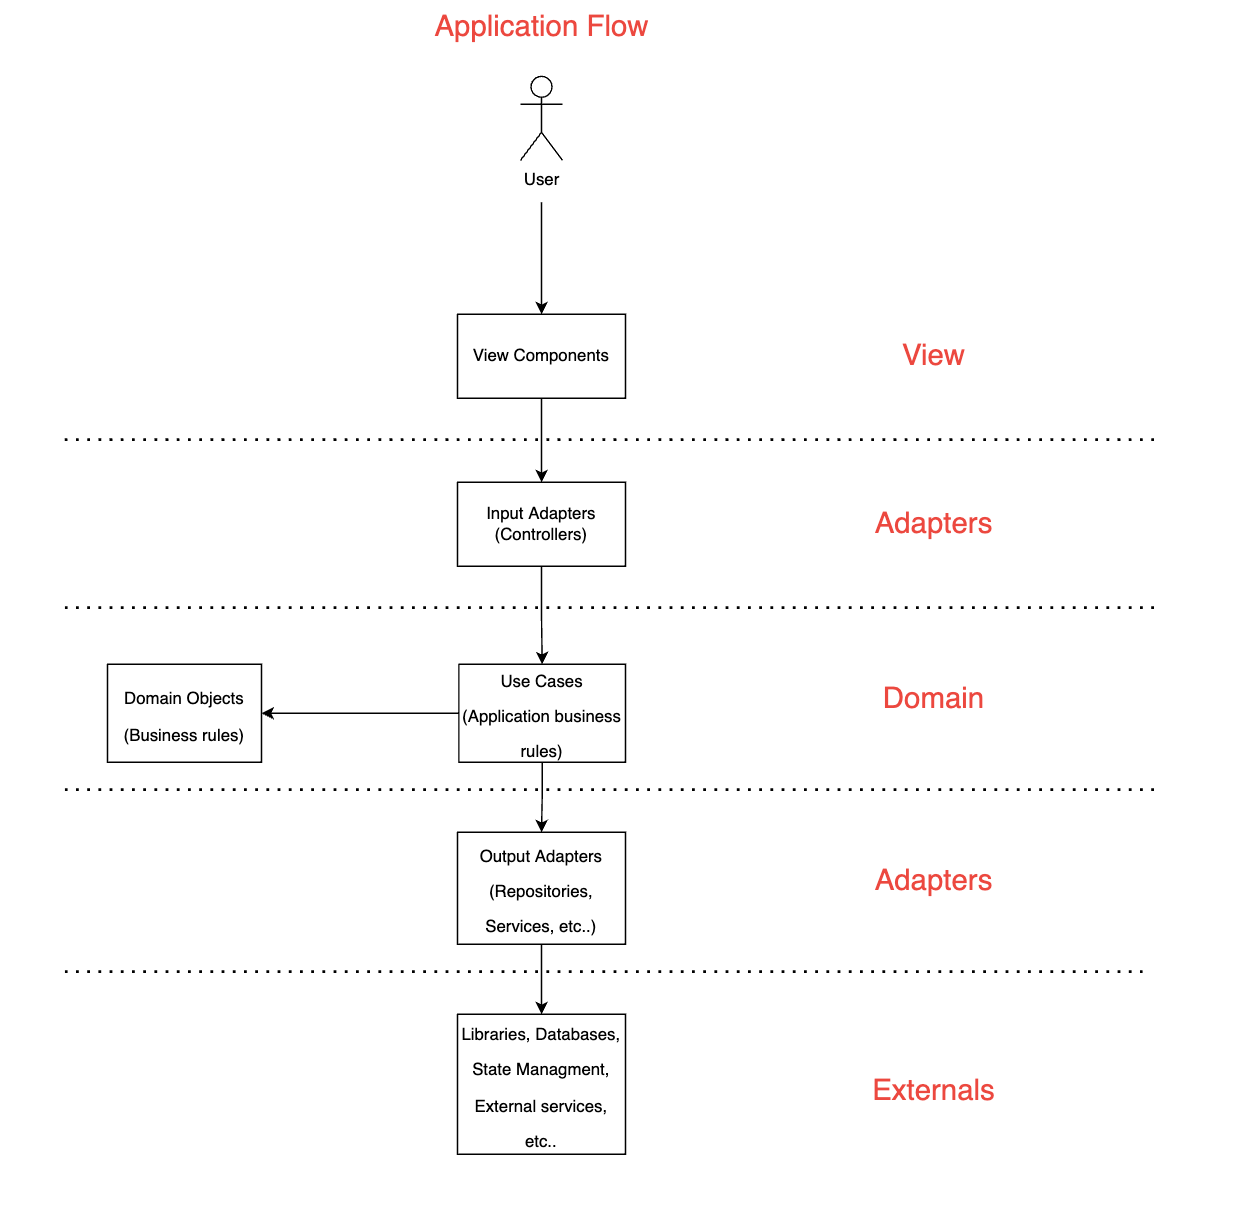 Application Flow
User
View Components
View
Input Adapters
(Controllers)
Adapters
Domain Objects
(Business rules)
Use Cases
(Application business
rules)
Domain
Output Adapters
(Repositories,
Services, etc..)
Adapters
Libraries, Databases,
State Managment,
External services,
etc..
Externals